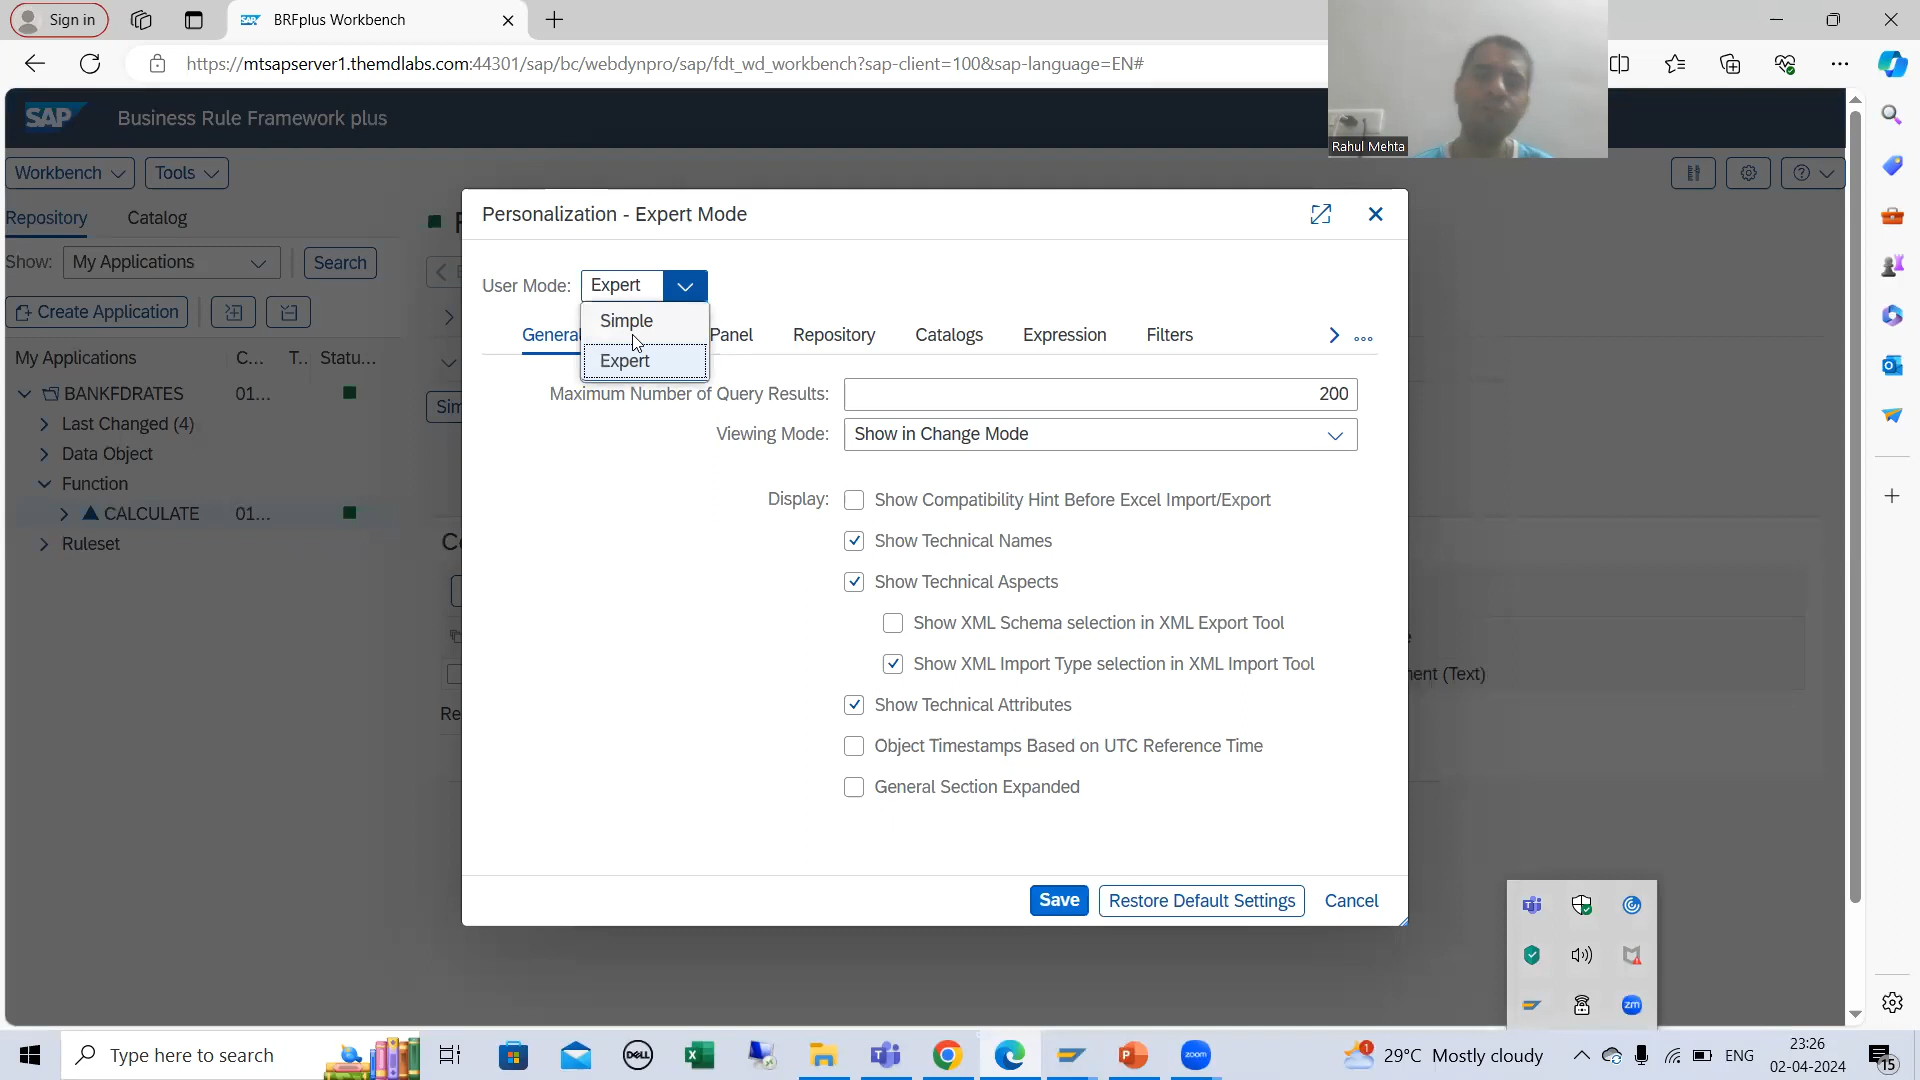 Sign in
BRFplus Workbench
https://mtsapserver1.themdlabs.com:44301/sap/bc/webdynpro/sap/fdt_wd_workbench?sap-client=100&sap-language=EN#
SAP
Business Rule Framework plus
Rahul Mehta
Workbench
Tools
Repository
Catalog
Show:
My Applications
Search
Create Application
My Applications
C...
T..
Statu...
BANKFDRATES
01...
Last Changed (4)
Data Object
Function
CALCULATE
01...
Ruleset
Personalization - Expert Mode
User Mode:
Expert
Simple
Expert
General
Panel
Repository
Catalogs
Expression
Filters
Maximum Number of Query Results:
200
Viewing Mode:
Show in Change Mode
Display:
Show Compatibility Hint Before Excel Import/Export
Show Technical Names
Show Technical Aspects
Show XML Schema selection in XML Export Tool
Show XML Import Type selection in XML Import Tool
Show Technical Attributes
Object Timestamps Based on UTC Reference Time
General Section Expanded
Save
Restore Default Settings
Cancel
(Text)
Type here to search
DELL
zoom
zm
29°C Mostly cloudy
ENG
23:26
02-04-2024
15